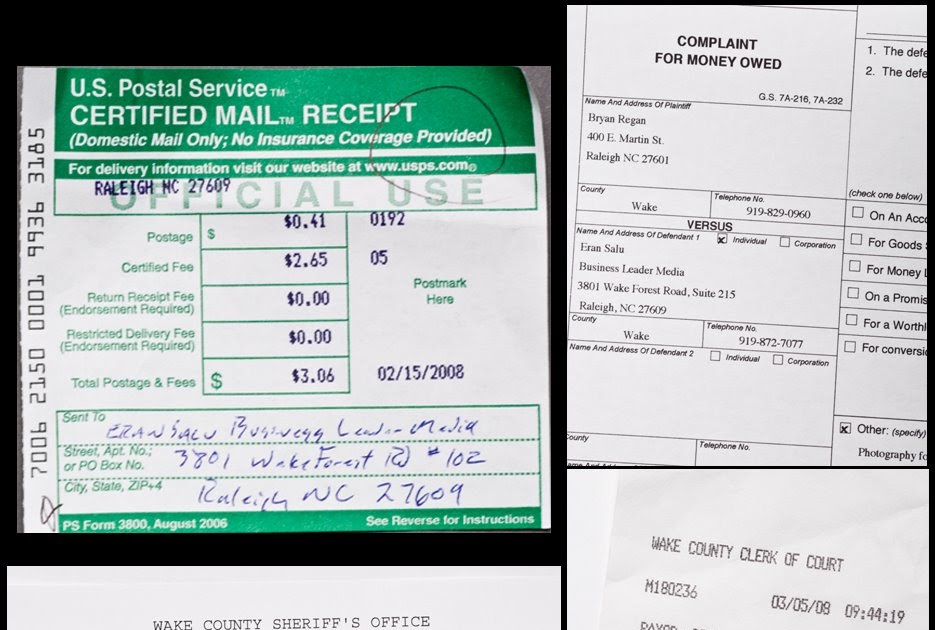 U.S. Postal Service™
CERTIFIED MAIL™ RECEIPT
(Domestic Mail Only; No Insurance Coverage Provided)
For delivery information visit our website at www.usps.com®
RALEIGH NC 27609
OFFICIAL USE
Postage $ $0.41 0192
Certified Fee $2.65 05
Postmark
Here
Return Receipt Fee
(Endorsement Required) $0.00
Restricted Delivery Fee
(Endorsement Required) $0.00
Total Postage & Fees $ $3.06 02/15/2008
Sent To
Eran Salu Business Leader Media
Street, Apt. No.;
or PO Box No. 3801 Wake Forest Rd #102
City, State, ZIP+4
Raleigh NC 27609
PS Form 3800, August 2006 See Reverse for Instructions
7006 2150 0001 9936 3185
COMPLAINT
FOR MONEY OWED
G.S. 7A-216, 7A-232
Name And Address Of Plaintiff
Bryan Regan
400 E. Martin St.
Raleigh NC 27601
County
Wake
Telephone No.
919-829-0960
VERSUS
Name And Address Of Defendant 1 Individual Corporation
Eran Salu
Business Leader Media
3801 Wake Forest Road, Suite 215
Raleigh, NC 27609
County
Wake
Telephone No.
919-872-7077
Name And Address Of Defendant 2 Individual Corporation
County
Telephone No.
1. The defe
2. The defe
(check one below)
On An Acc
For Goods
For Money L
On a Promis
For a Worthl
For conversi
Other: (specify)
Photography fo
WAKE COUNTY SHERIFF'S OFFICE
WAKE COUNTY CLERK OF COURT
M180236
03/05/08 09:44:19